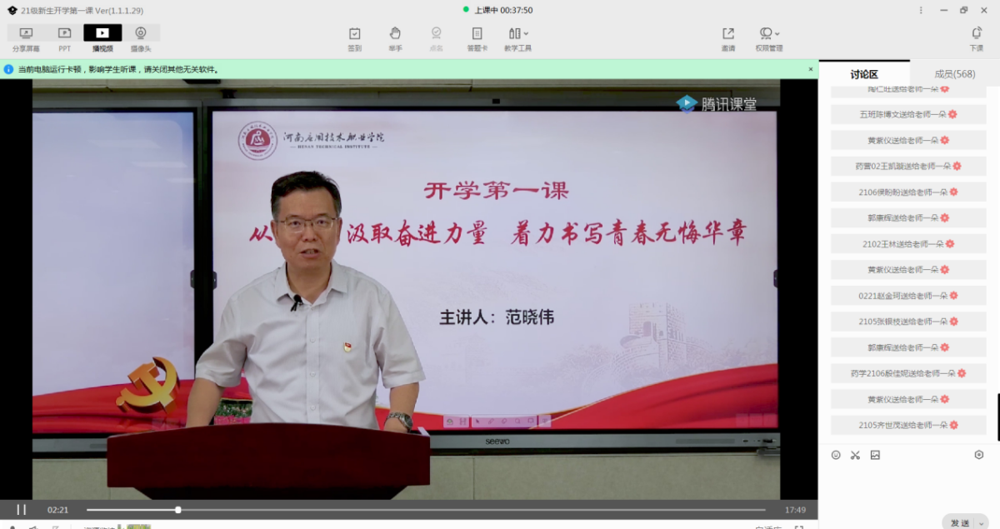 21级新生开学第一课 Ver(1.1.1.29)
上课中 00:37:50
分享屏幕 PPT 播视频 摄像头
签到 举手 点名 答题卡 教学工具
邀请 权限管理
下课
当前电脑运行卡顿，影响学生听课，请关闭其他无关软件。
腾讯课堂
河南应用技术职业学院
HENAN TECHNICAL INSTITUTE
开学第一课
从 汲取奋进力量 着力书写青春无悔华章
主讲人：范晓伟
seewo
02:21
17:49
讨论区 成员(568)
陶仁旺送给老师一朵
五班陈博文送给老师一朵
黄紫仪送给老师一朵
药营02王凯璇送给老师一朵
2106侯盼盼送给老师一朵
郭康辉送给老师一朵
2102王林送给老师一朵
黄紫仪送给老师一朵
0221赵金珂送给老师一朵
2105张银枝送给老师一朵
郭康辉送给老师一朵
药学2106殷佳妮送给老师一朵
黄紫仪送给老师一朵
2105齐世茂送给老师一朵
发送